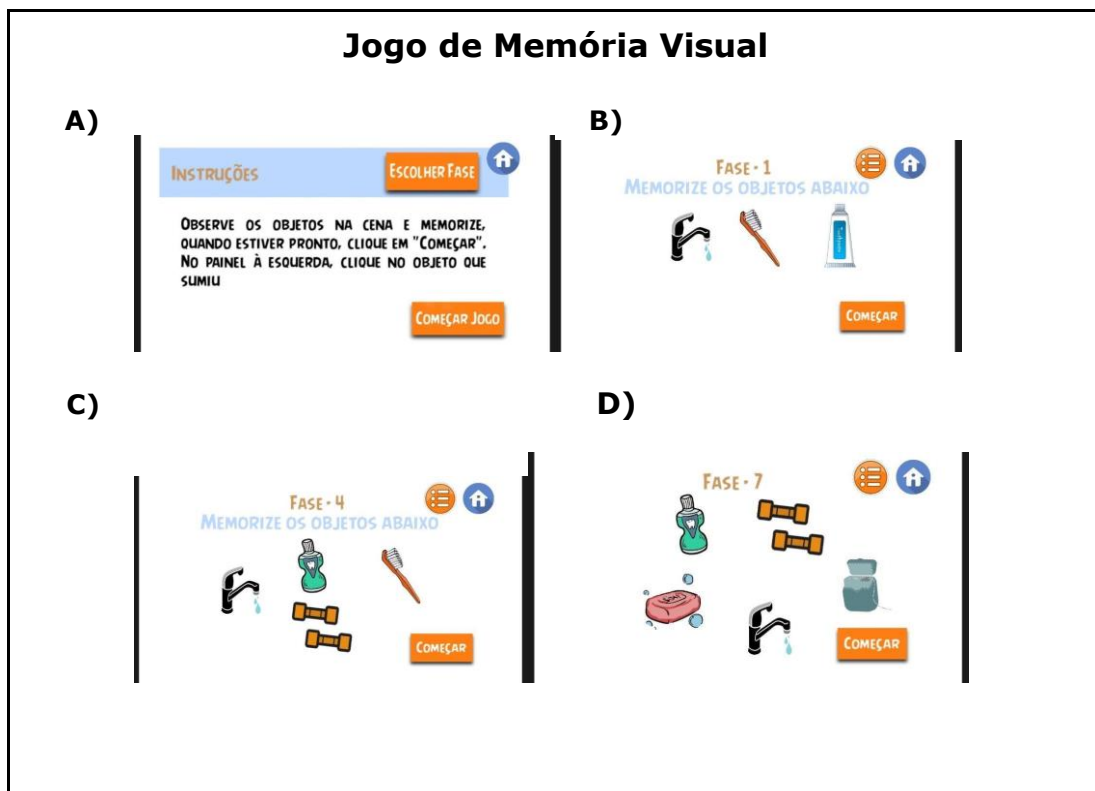 Jogo de Memória Visual
A)
INSTRUÇÕES
ESCOLHER FASE
OBSERVE OS OBJETOS NA CENA E MEMORIZE,
QUANDO ESTIVER PRONTO, CLIQUE EM "COMEÇAR".
NO PAINEL À ESQUERDA, CLIQUE NO OBJETO QUE
SUMIU
COMEÇAR JOGO
B)
FASE - 1
MEMORIZE OS OBJETOS ABAIXO
COMEÇAR
C)
FASE - 4
MEMORIZE OS OBJETOS ABAIXO
COMEÇAR
D)
FASE - 7
COMEÇAR